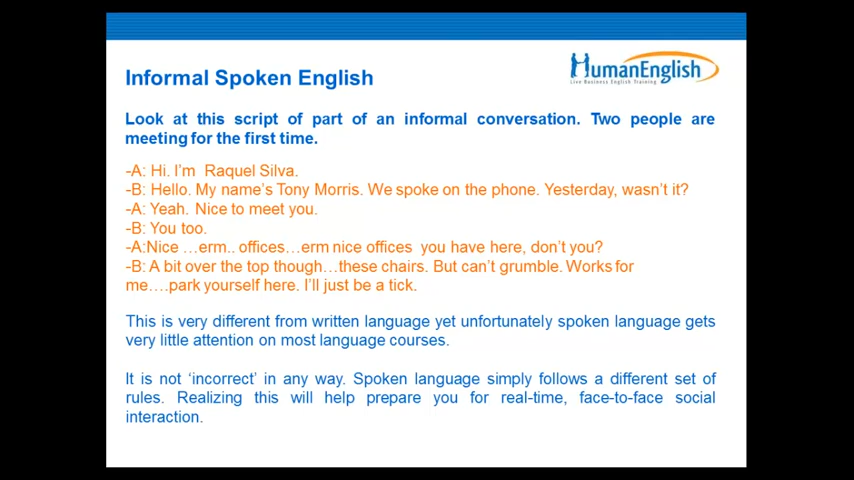 HumanEnglish
Live Business English Training
Informal Spoken English
Look at this script of part of an informal conversation. Two people are
meeting for the first time.
-A: Hi. I'm  Raquel Silva.
-B: Hello. My name's Tony Morris. We spoke on the phone. Yesterday, wasn't it?
-A: Yeah. Nice to meet you.
-B: You too.
-A:Nice …erm.. offices…erm nice offices  you have here, don't you?
-B: A bit over the top though…these chairs. But can't grumble. Works for
me….park yourself here. I'll just be a tick.
This is very different from written language yet unfortunately spoken language gets
very little attention on most language courses.
It is not 'incorrect' in any way. Spoken language simply follows a different set of
rules. Realizing this will help prepare you for real-time, face-to-face social
interaction.